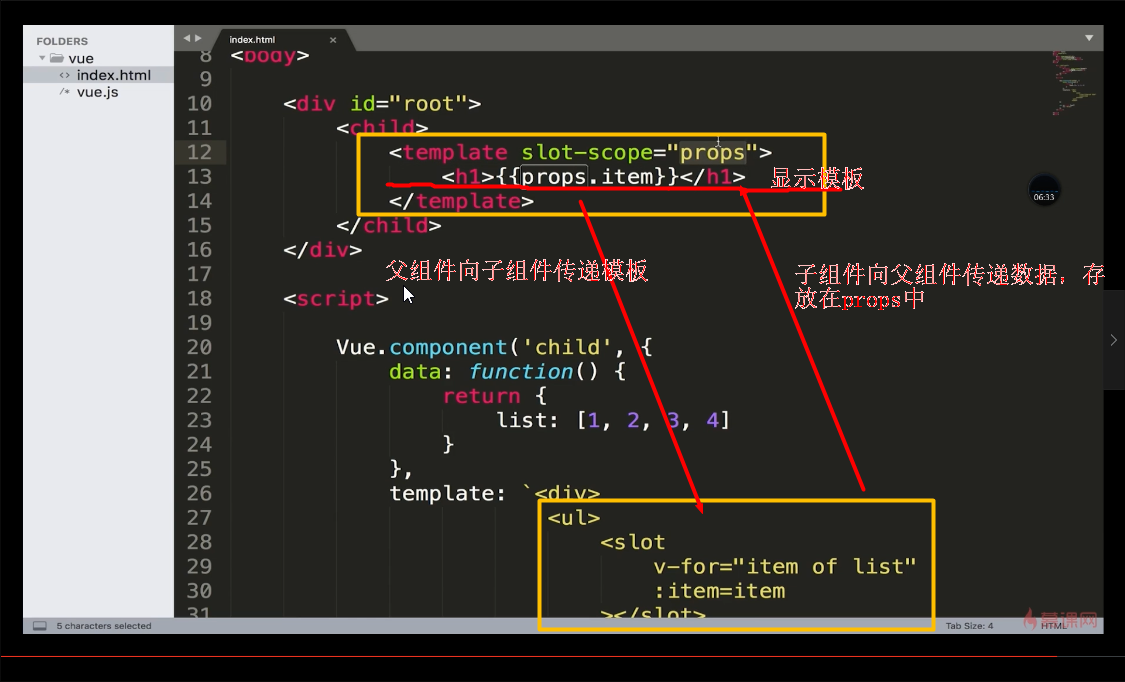 FOLDERS
vue
<> index.html
/* vue.js
index.html
8 <body>
9
10 <div id="root">
11 <child>
12 <template slot-scope="props">
13 <h1>{{props.item}}</h1>
显示模板
14 </template>
15 </child>
16 </div>
06:33
父组件向子组件传递模板
子组件向父组件传递数据，存
放在props中
17
18 <script>
19
20 Vue.component('child', {
21 data: function() {
22 return {
23 list: [1, 2, 3, 4]
24 }
25 },
26 template: `<div>
27 <ul>
28 <slot
29 v-for="item of list"
30 :item=item
31 ></slot>
5 characters selected
Tab Size: 4
HTML
慕课网